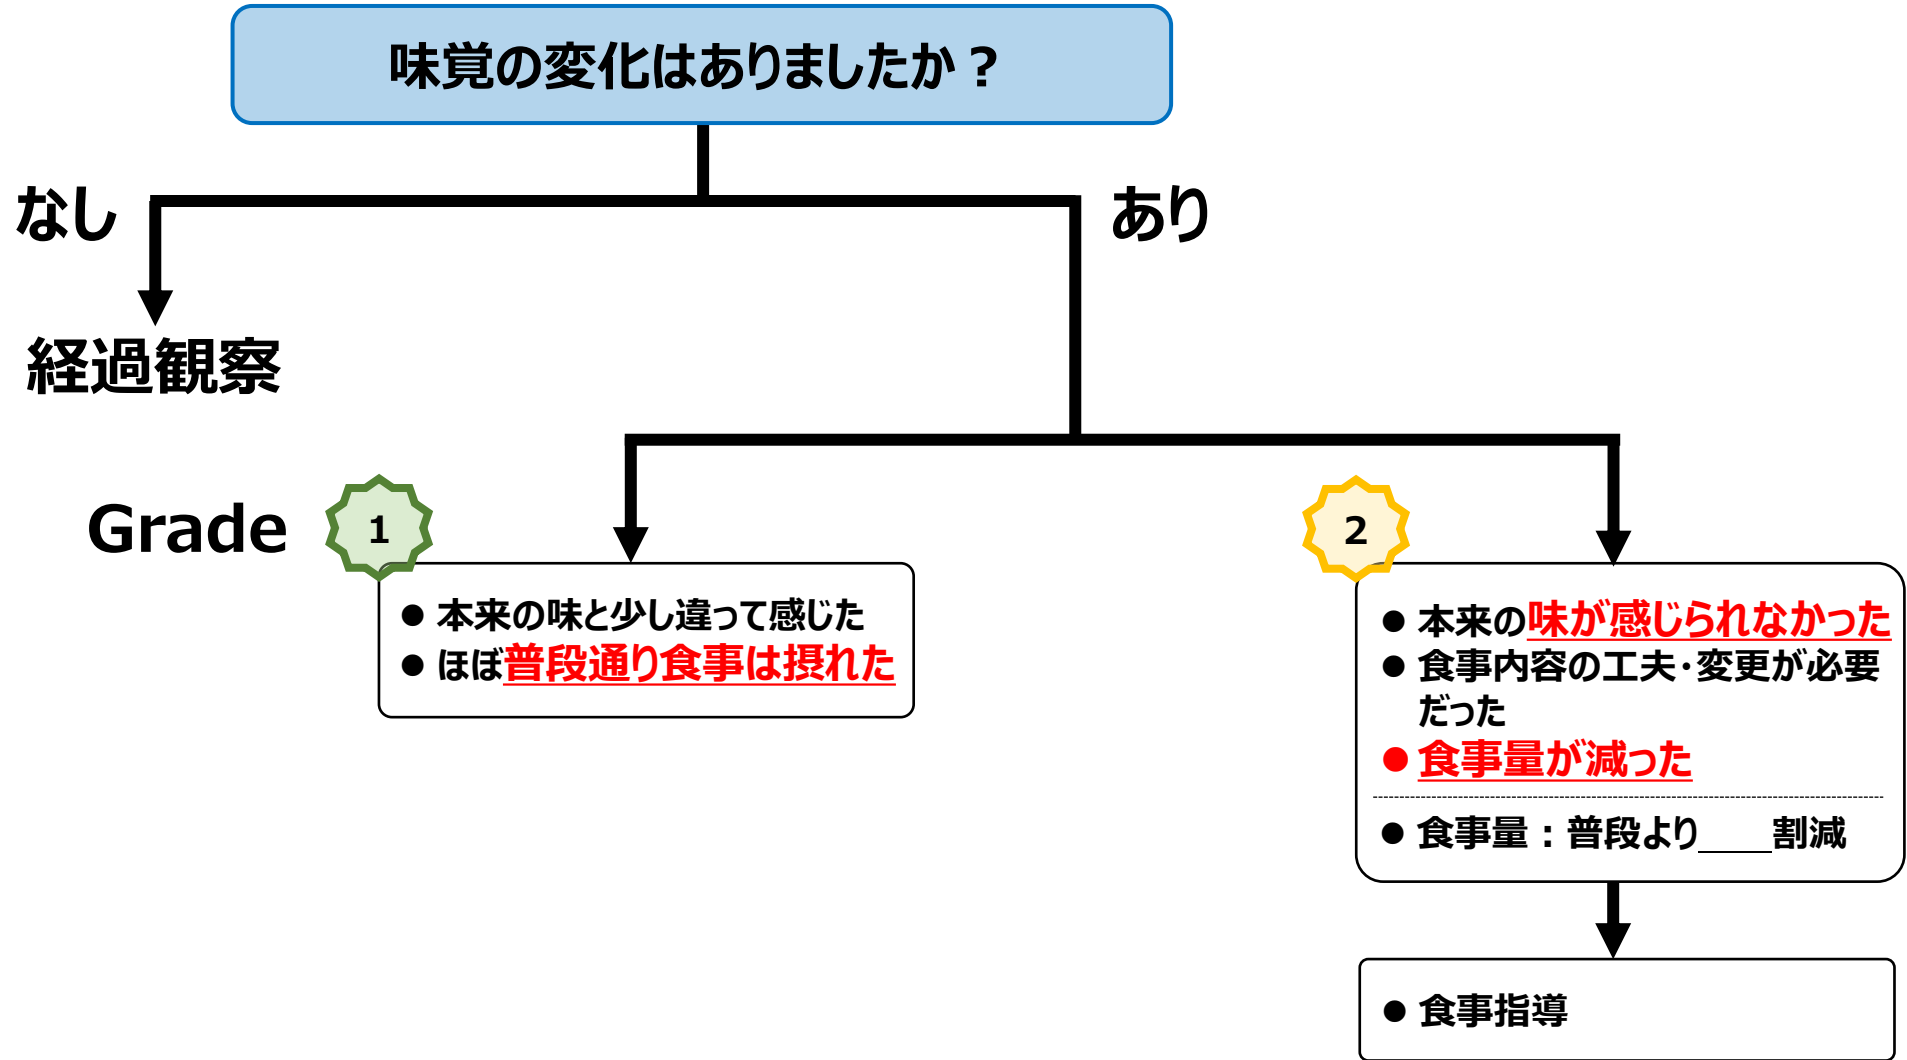 味覚の変化はありましたか？
なし
あり
経過観察
Grade
1
● 本来の味と少し違って感じた
● ほぼ普段通り食事は摂れた
2
● 本来の味が感じられなかった
● 食事内容の工夫・変更が必要
だった
● 食事量が減った
● 食事量：普段より____割減
● 食事指導